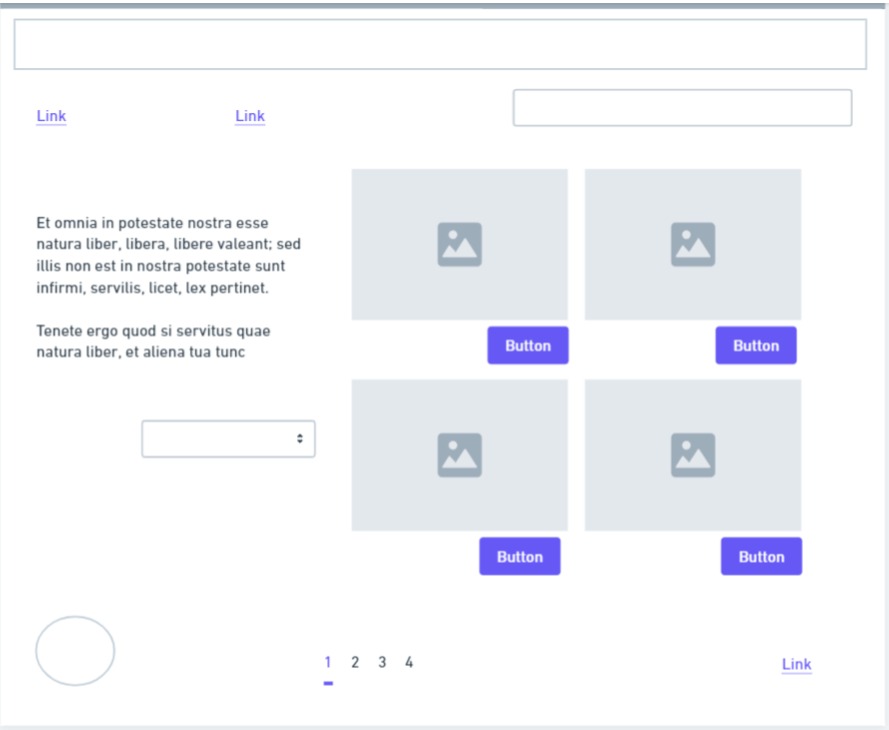 Link
Link
Et omnia in potestate nostra esse
natura liber, libera, libere valeant; sed
illis non est in nostra potestate sunt
infirmi, servilis, licet, lex pertinet.
Tenete ergo quod si servitus quae
natura liber, et aliena tua tunc
Button
Button
Button
Button
1 2 3 4
Link